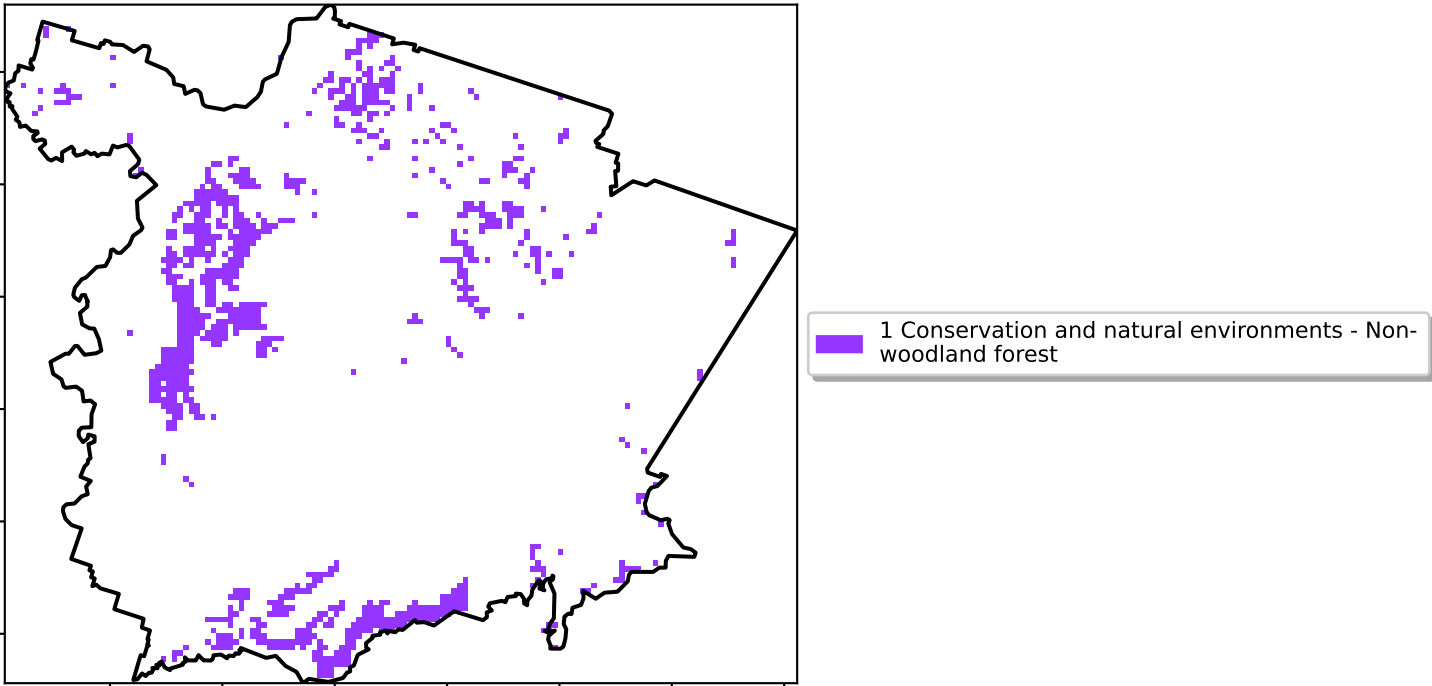 1 Conservation and natural environments - Non-
woodland forest